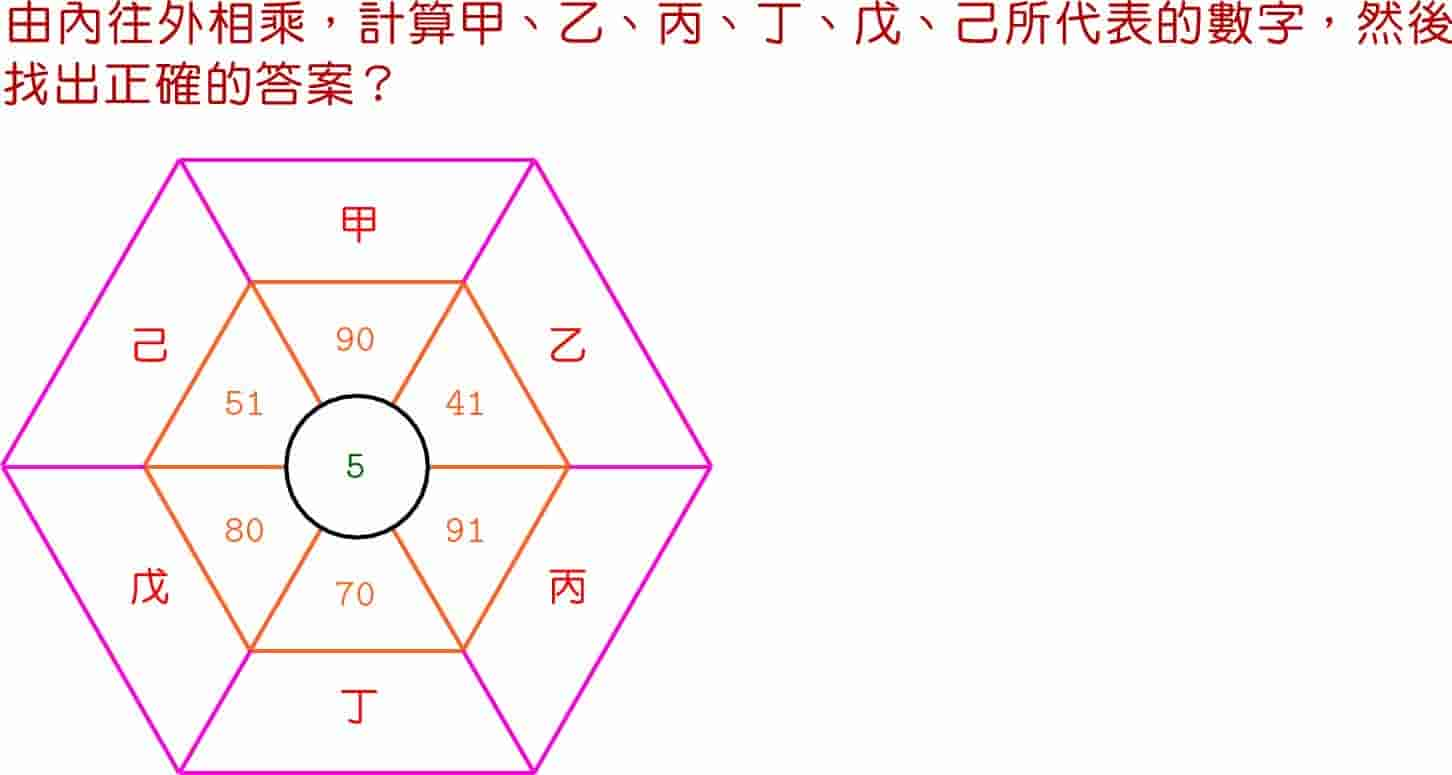 由內往外相乘，計算甲、乙、丙、丁、戊、己所代表的數字，然後
找出正確的答案？
甲
己
90
乙
51
41
5
80
91
戊
70
丙
丁